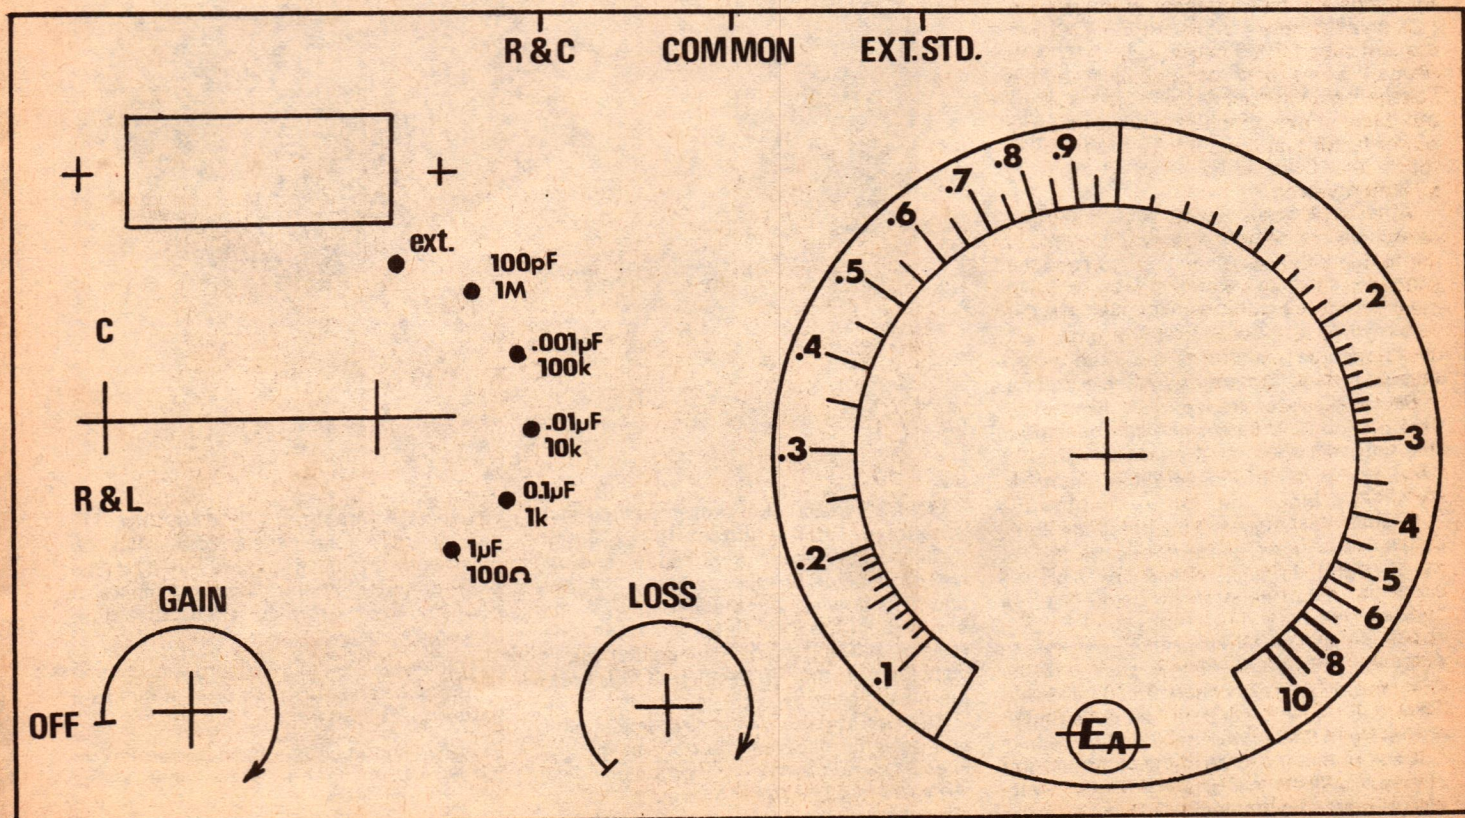 R & C COMMON EXT. STD.
ext.
100pF
1M
.001µF
100k
.01µF
10k
0.1µF
1k
1µF
100Ω
C
R & L
GAIN
OFF
LOSS
.1
.2
.3
.4
.5
.6
.7
.8
.9
2
3
4
5
6
8
10
EA